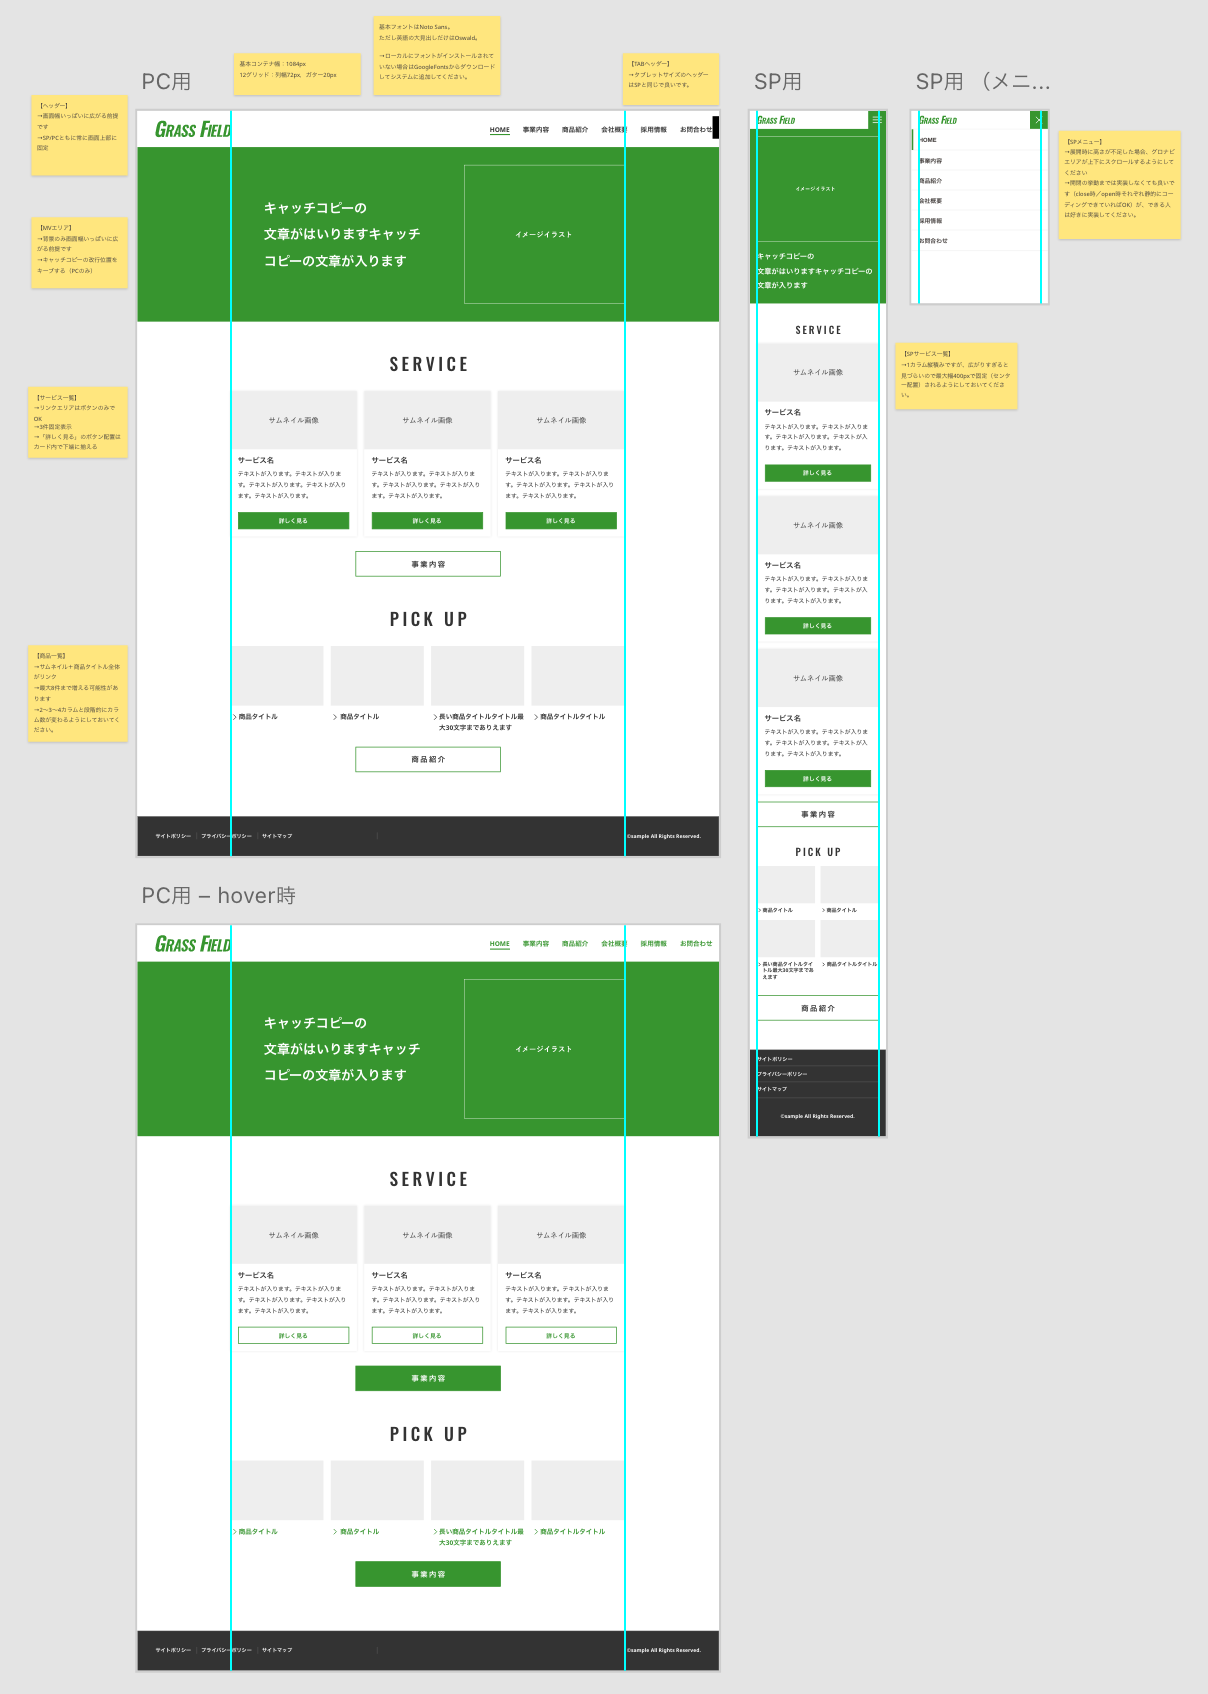 基本フォントはNoto Sans。
ただし英語の大見出しだけはOswald。
→ローカルにフォントがインストールされて
いない場合はGoogleFontsからダウンロード
してシステムに追加してください。
基本コンテナ幅：1084px
12グリッド：列幅72px、ガター20px
【TABヘッダー】
→タブレットサイズのヘッダー
はSPと同じで良いです。
PC用
SP用
SP用 （メニ...
【ヘッダー】
→画面幅いっぱいに広がる前提
です
→SP/PCともに常に画面上部に
固定
【MVエリア】
→背景のみ画面幅いっぱいに広
がる前提です
→キャッチコピーの改行位置を
キープする（PCのみ）
【サービス一覧】
→リンクエリアはボタンのみで
OK
→3件固定表示
→「詳しく見る」のボタン配置は
カード内で下端に揃える
【商品一覧】
→サムネイル＋商品タイトル全体
がリンク
→最大8件まで増える可能性があ
ります
→2〜3〜4カラムと段階的にカラ
ム数が変わるようにしておいてく
ださい。
GRASS FIELD
HOME 事業内容 商品紹介 会社概要 採用情報 お問合わせ
キャッチコピーの
文章がはいりますキャッチ
コピーの文章が入ります
イメージイラスト
SERVICE
サムネイル画像 サムネイル画像 サムネイル画像
サービス名 サービス名 サービス名
テキストが入ります。テキストが入りま テキストが入ります。テキストが入りま テキストが入ります。テキストが入りま
す。テキストが入ります。テキストが入り す。テキストが入ります。テキストが入り す。テキストが入ります。テキストが入り
ます。テキストが入ります。 ます。テキストが入ります。 ます。テキストが入ります。
詳しく見る 詳しく見る 詳しく見る
事業内容
PICK UP
商品タイトル 商品タイトル 長い商品タイトルタイトル最 商品タイトルタイトル
大30文字まであります
商品紹介
サイトポリシー プライバシーポリシー サイトマップ ©sample All Rights Reserved.
GRASS FIELD
イメージイラスト
キャッチコピーの
文章がはいりますキャッチコピーの
文章が入ります
SERVICE
サムネイル画像
サービス名
テキストが入ります。テキストが入りま
す。テキストが入ります。テキストが入
ります。テキストが入ります。
詳しく見る
サムネイル画像
サービス名
テキストが入ります。テキストが入りま
す。テキストが入ります。テキストが入
ります。テキストが入ります。
詳しく見る
サムネイル画像
サービス名
テキストが入ります。テキストが入りま
す。テキストが入ります。テキストが入
ります。テキストが入ります。
詳しく見る
事業内容
PICK UP
商品タイトル 商品タイトル
長い商品タイトルタイ 商品タイトルタイトル
トル最大30文字まであ
えます
商品紹介
サイトポリシー
プライバシーポリシー
サイトマップ
©sample All Rights Reserved.
GRASS FIELD
HOME
事業内容
商品紹介
会社概要
採用情報
お問合わせ
【SPメニュー】
→展開時に高さが不足した場合、グロナビ
エリアが上下にスクロールするようにして
ください
→開閉の挙動までは実装しなくても良いで
す（close時／open時それぞれ静的にコー
ディングできていればOK）が、できる人
は好きに実装してください。
【SPサービス一覧】
→1カラム縦積みですが、広がりすぎると
見づらいので最大幅400pxで固定（センタ
ー配置）されるようにしておいてくださ
い。
PC用 – hover時
GRASS FIELD
HOME 事業内容 商品紹介 会社概要 採用情報 お問合わせ
キャッチコピーの
文章がはいりますキャッチ
コピーの文章が入ります
イメージイラスト
SERVICE
サムネイル画像 サムネイル画像 サムネイル画像
サービス名 サービス名 サービス名
テキストが入ります。テキストが入りま テキストが入ります。テキストが入りま テキストが入ります。テキストが入りま
す。テキストが入ります。テキストが入り す。テキストが入ります。テキストが入り す。テキストが入ります。テキストが入り
ます。テキストが入ります。 ます。テキストが入ります。 ます。テキストが入ります。
詳しく見る 詳しく見る 詳しく見る
事業内容
PICK UP
商品タイトル 商品タイトル 長い商品タイトルタイトル最 商品タイトルタイトル
大30文字までありえます
事業内容
サイトポリシー プライバシーポリシー サイトマップ ©sample All Rights Reserved.